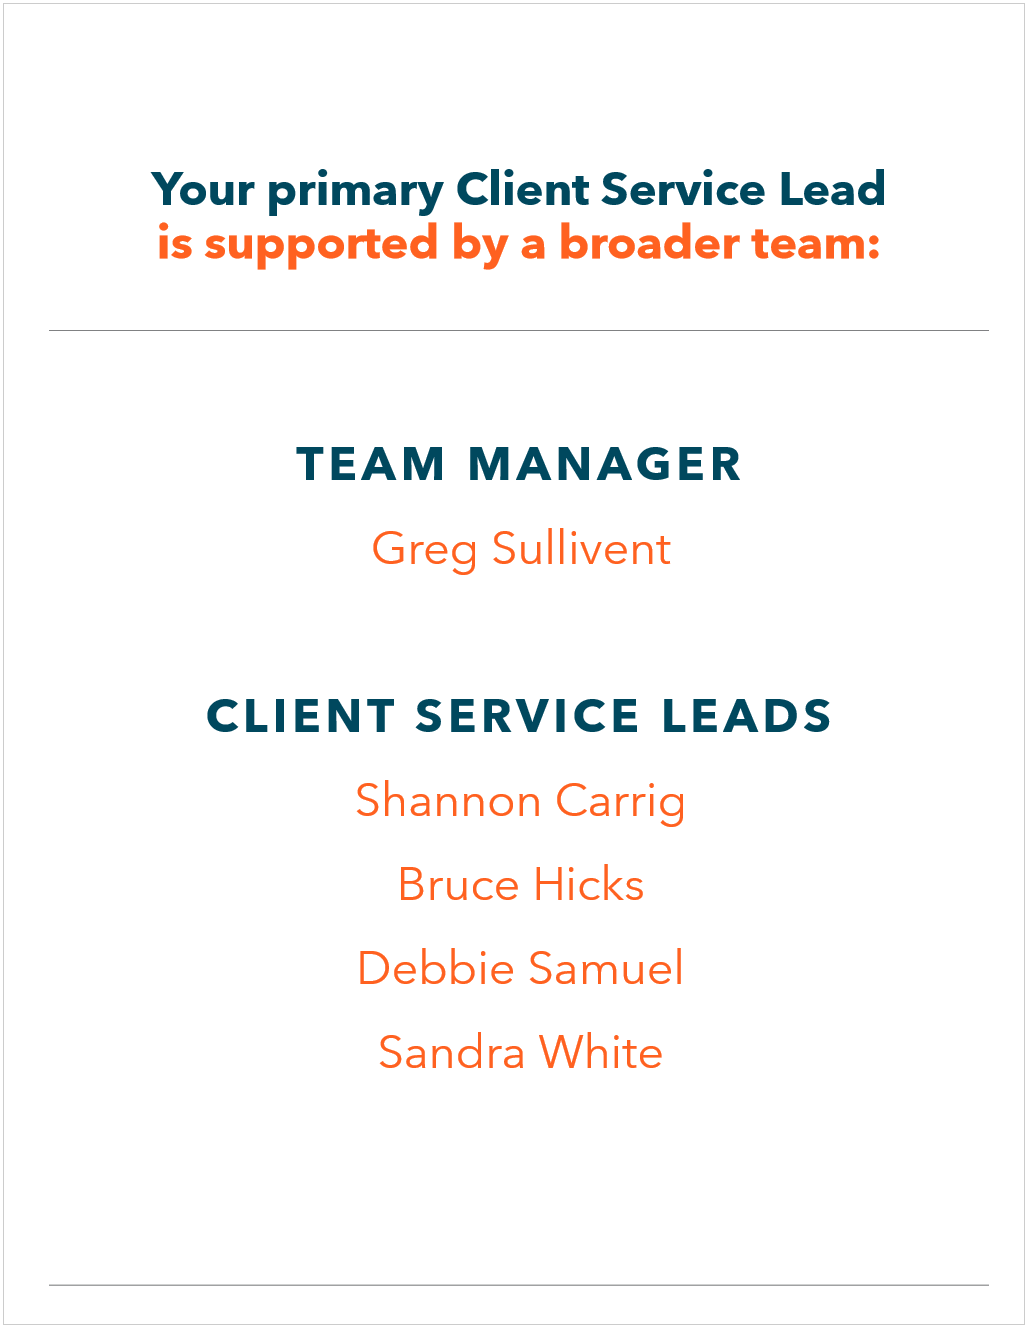 Your primary Client Service Lead
is supported by a broader team:
TEAM MANAGER
Greg Sullivent
CLIENT SERVICE LEADS
Shannon Carrig
Bruce Hicks
Debbie Samuel
Sandra White